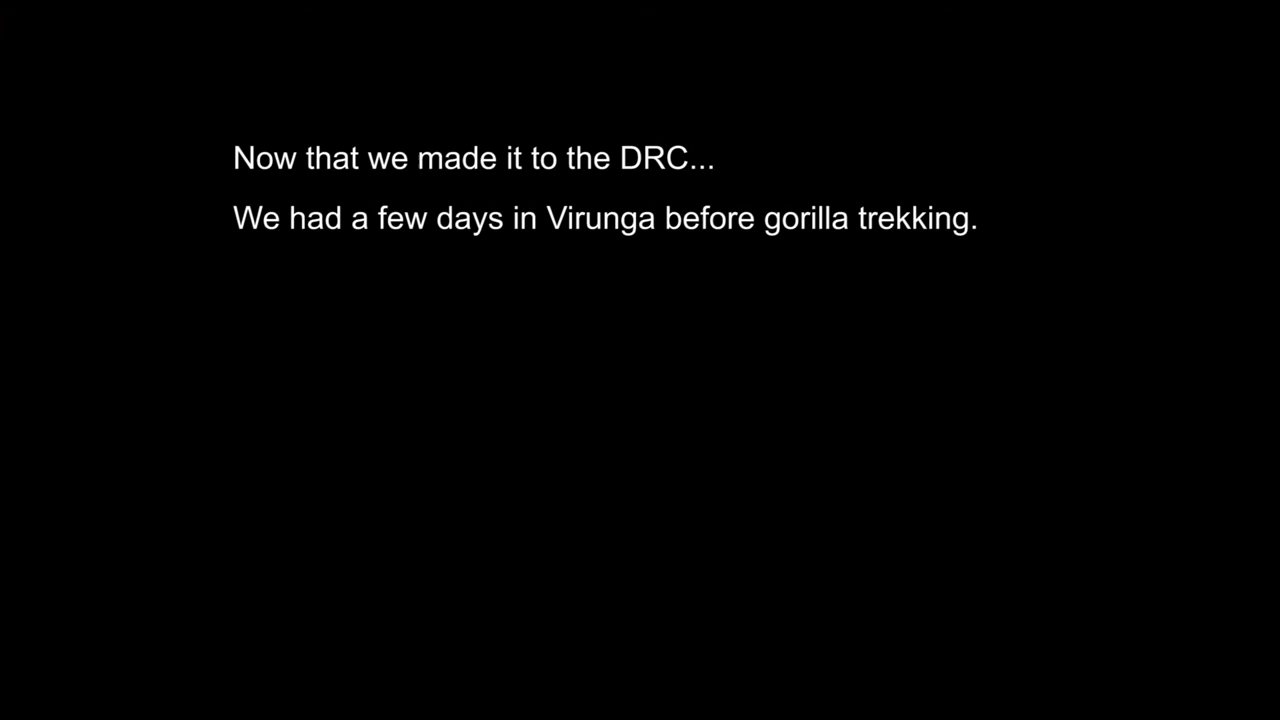 Now that we made it to the DRC...
We had a few days in Virunga before gorilla trekking.